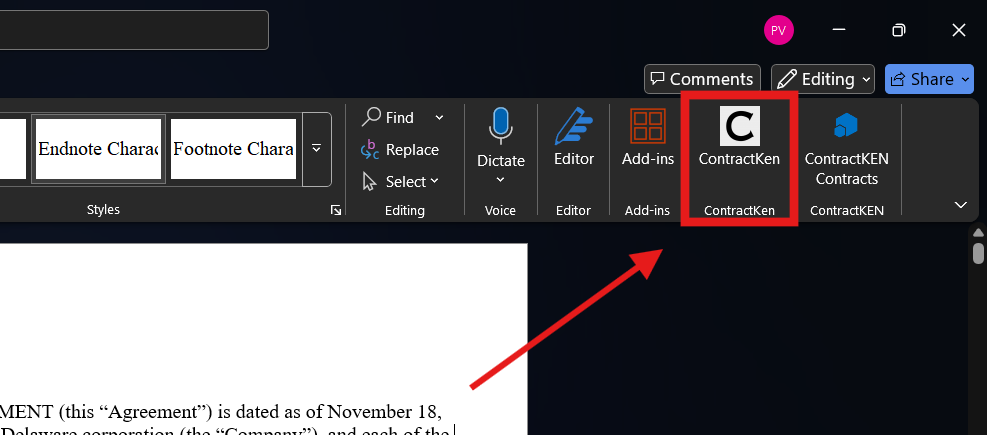 PV
Comments
Editing
Share
Endnote Charac
Footnote Chara
Styles
Find
Replace
Select
Editing
Dictate
Voice
Editor
Editor
Add-ins
Add-ins
C
ContractKen
ContractKen
ContractKEN
Contracts
ContractKEN
MENT (this “Agreement”) is dated as of November 18,
Delaware corporation (the “Company”), and each of the